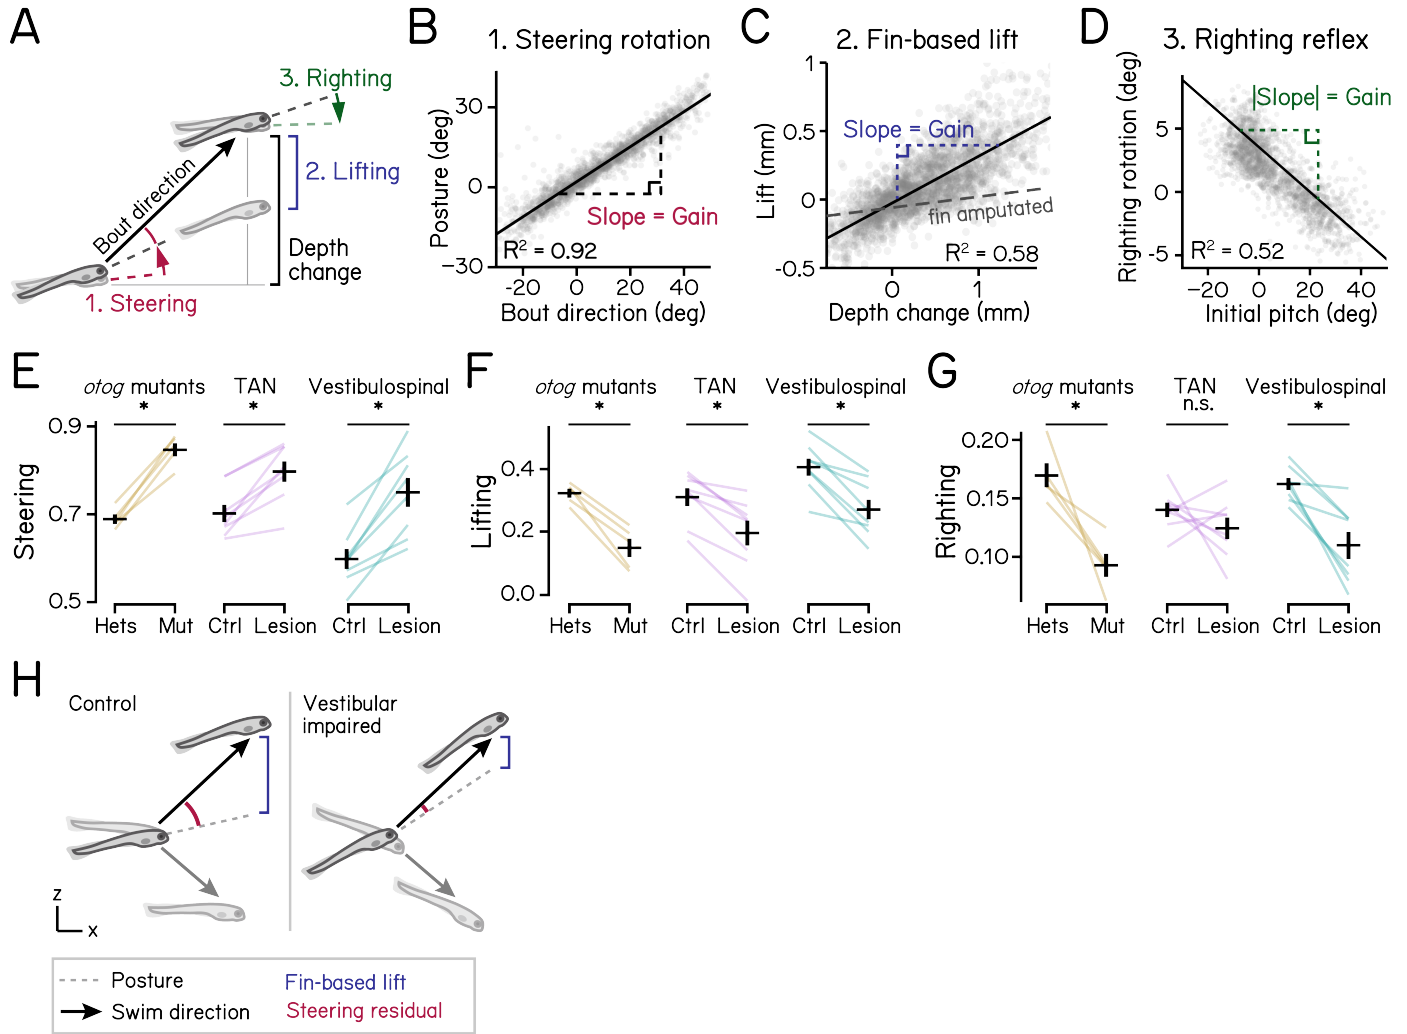 A
3. Righting
Bout direction
2. Lifting
Depth
change
1. Steering
B
1. Steering rotation
Posture (deg)
30
0
−30
Slope = Gain
R² = 0.92
-20
0
20
40
Bout direction (deg)
C
2. Fin-based lift
Lift (mm)
1
0.5
0
-0.5
Slope = Gain
fin amputated
R² = 0.58
0
1
Depth change (mm)
D
3. Righting reflex
Righting rotation (deg)
5
0
-5
|Slope| = Gain
R² = 0.52
-20
0
20
40
Initial pitch (deg)
E
Steering
0.9
0.7
0.5
otog mutants
*
Hets Mut
TAN
*
Ctrl Lesion
Vestibulospinal
*
Ctrl Lesion
F
Lifting
0.4
0.2
0.0
otog mutants
*
Hets Mut
TAN
*
Ctrl Lesion
Vestibulospinal
*
Ctrl Lesion
G
Righting
0.20
0.15
0.10
otog mutants
*
Hets Mut
TAN
n.s.
Ctrl Lesion
Vestibulospinal
*
Ctrl Lesion
H
Control
Vestibular
impaired
z
x
Posture
Fin-based lift
Swim direction
Steering residual